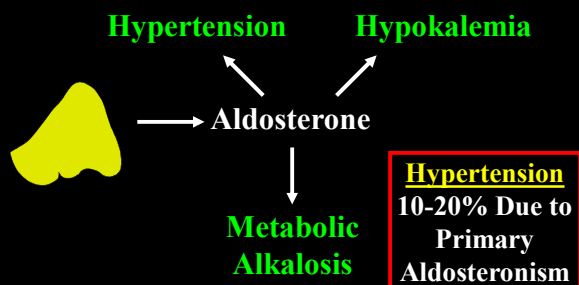 Hypertension
Hypokalemia
Aldosterone
Metabolic
Alkalosis
Hypertension
10-20% Due to
Primary
Aldosteronism